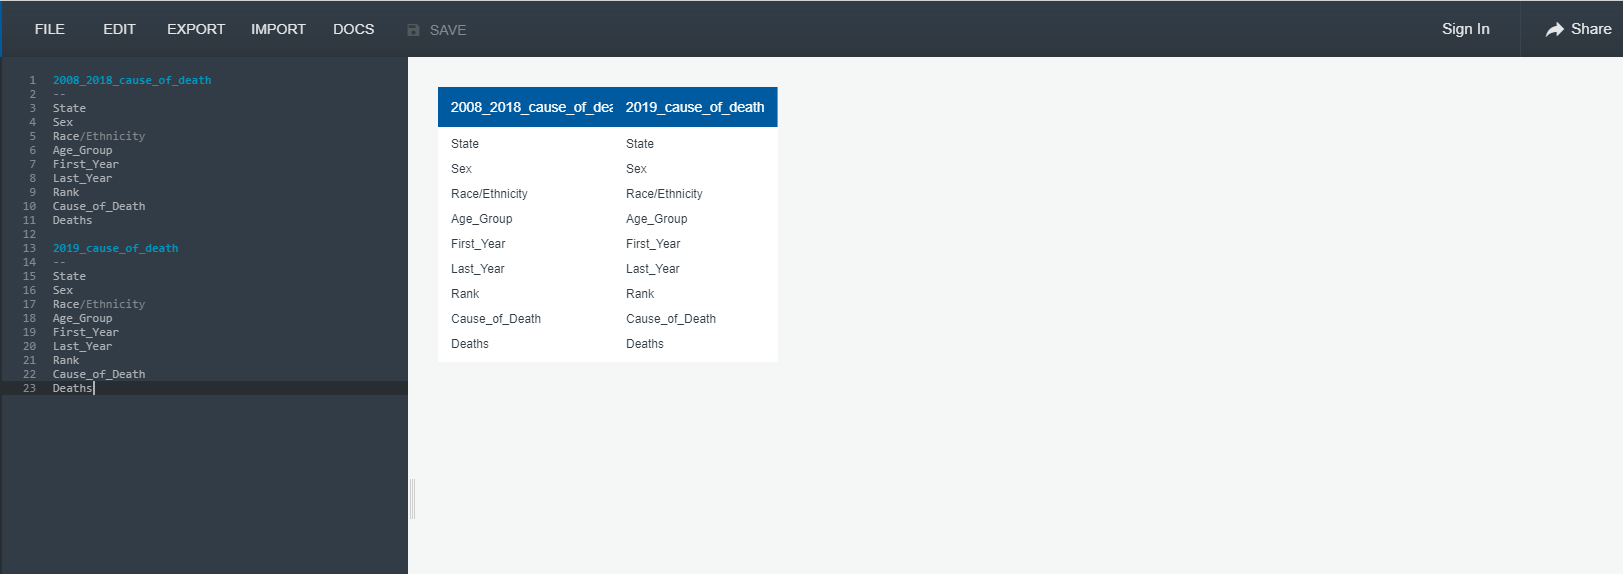 FILE EDIT EXPORT IMPORT DOCS SAVE Sign In Share
1 2008_2018_cause_of_death
2 --
3 State
4 Sex
5 Race/Ethnicity
6 Age_Group
7 First_Year
8 Last_Year
9 Rank
10 Cause_of_Death
11 Deaths
12
13 2019_cause_of_death
14 --
15 State
16 Sex
17 Race/Ethnicity
18 Age_Group
19 First_Year
20 Last_Year
21 Rank
22 Cause_of_Death
23 Deaths
2008_2018_cause_of_dea
State
Sex
Race/Ethnicity
Age_Group
First_Year
Last_Year
Rank
Cause_of_Death
Deaths
2019_cause_of_death
State
Sex
Race/Ethnicity
Age_Group
First_Year
Last_Year
Rank
Cause_of_Death
Deaths